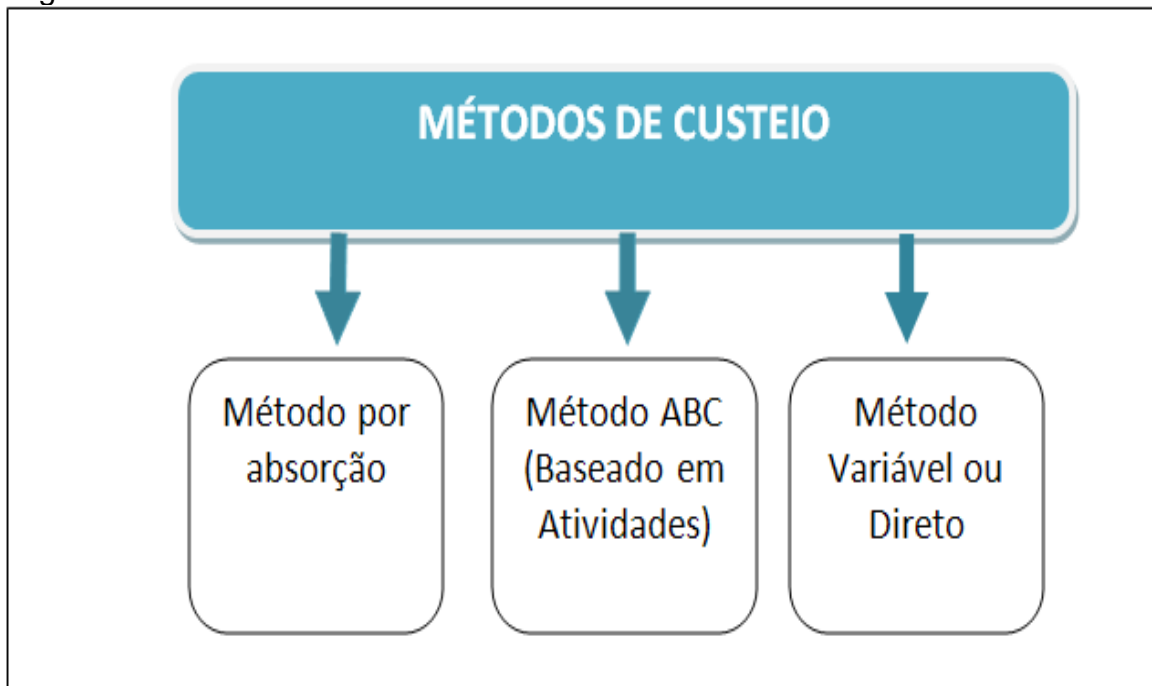 MÉTODOS DE CUSTEIO
Método por
absorção
Método ABC
(Baseado em
Atividades)
Método
Variável ou
Direto